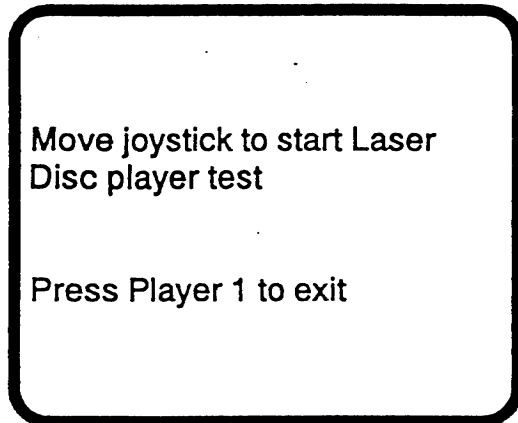 Move joystick to start Laser
Disc player test
Press Player 1 to exit